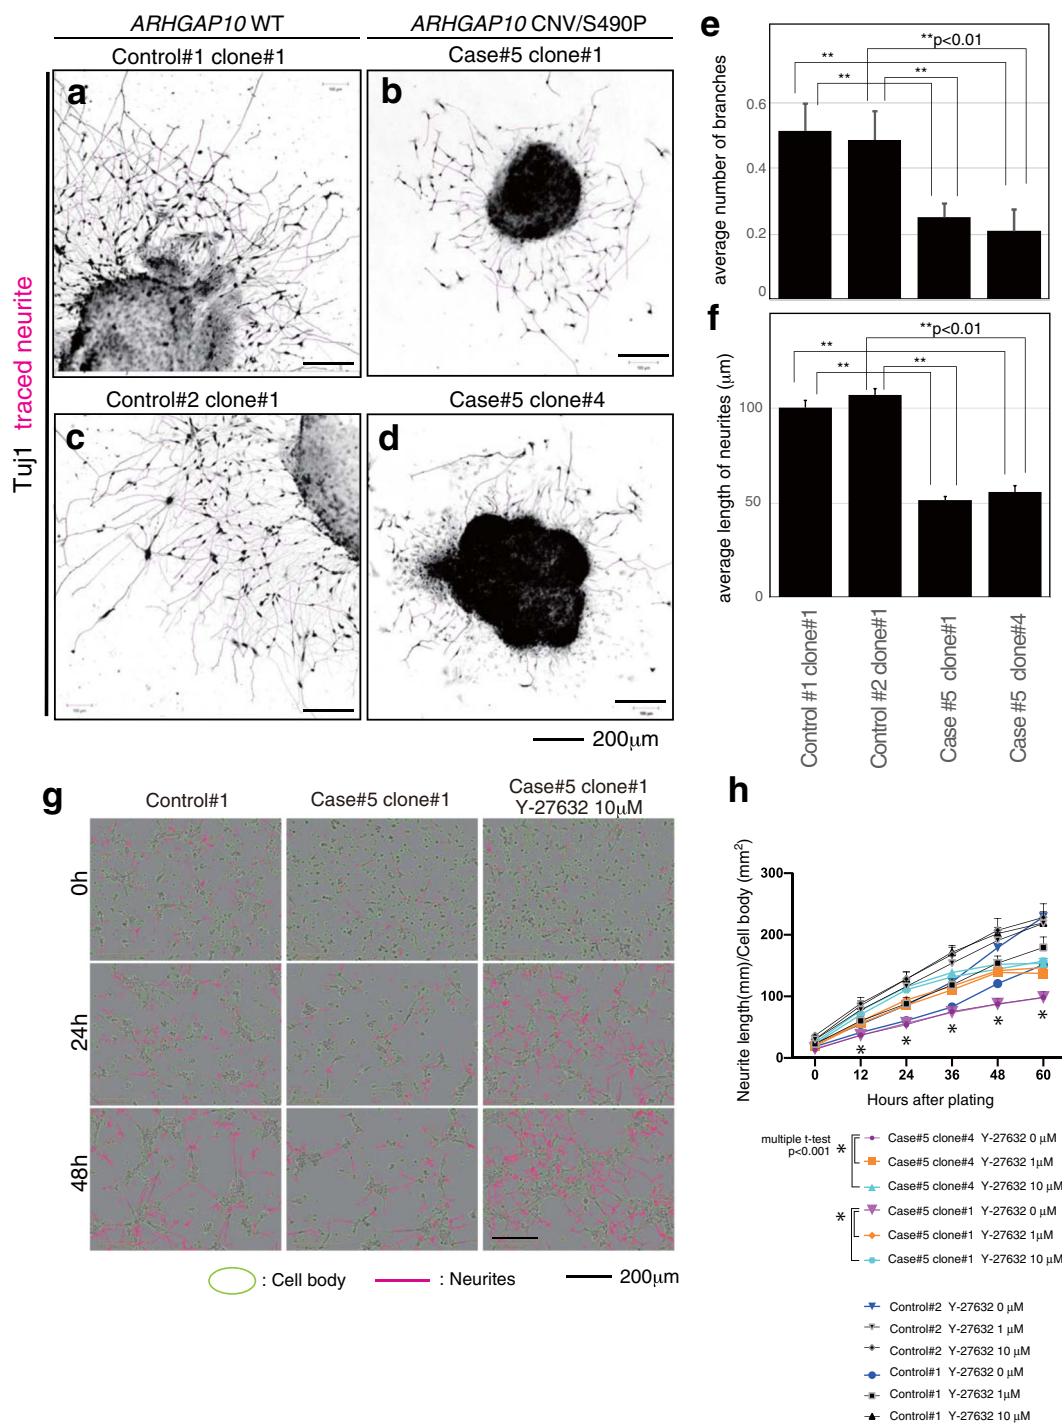 ARHGAP10 WT
ARHGAP10 CNV/S490P
Control#1 clone#1
Case#5 clone#1
a
b
Control#2 clone#1
Case#5 clone#4
c
d
Tuj1 traced neurite
200μm
e
average number of branches
**p<0.01
**
**
**
0.6
0.4
0.2
0
f
average length of neurites (μm)
**p<0.01
**
**
**
100
50
0
Control #1 clone#1
Control #2 clone#1
Case #5 clone#1
Case #5 clone#4
g
Control#1
Case#5 clone#1
Case#5 clone#1
Y-27632 10μM
0h
24h
48h
: Cell body
: Neurites
200μm
h
Neurite length(mm)/Cell body (mm²)
300
200
100
0
* * * * *
0 12 24 36 48 60
Hours after plating
multiple t-test
p<0.001
*
Case#5 clone#4 Y-27632 0 μM
Case#5 clone#4 Y-27632 1μM
Case#5 clone#4 Y-27632 10 μM
*
Case#5 clone#1 Y-27632 0 μM
Case#5 clone#1 Y-27632 1μM
Case#5 clone#1 Y-27632 10 μM
Control#2 Y-27632 0 μM
Control#2 Y-27632 1 μM
Control#2 Y-27632 10 μM
Control#1 Y-27632 0 μM
Control#1 Y-27632 1μM
Control#1 Y-27632 10 μM